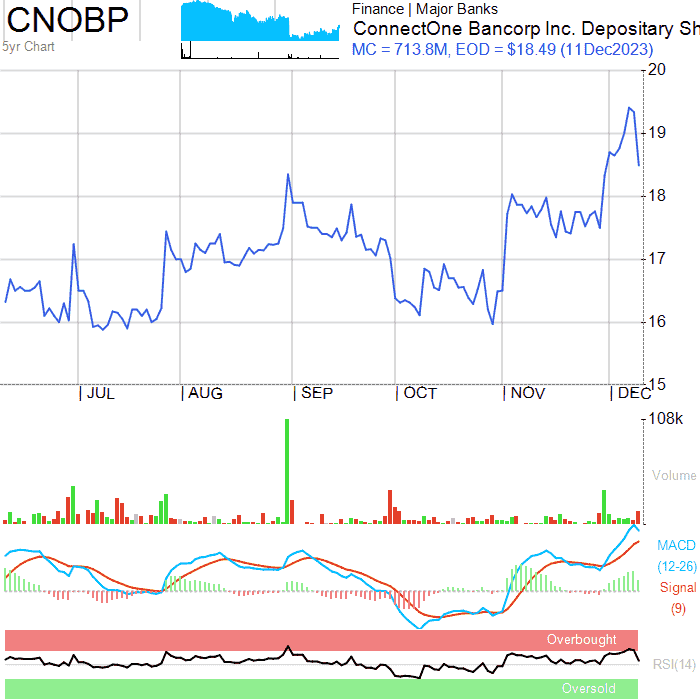 CNOBP
5yr Chart
Finance | Major Banks
ConnectOne Bancorp Inc. Depositary Sh
MC = 713.8M, EOD = $18.49 (11Dec2023)
20
19
18
17
16
15
| JUL
| AUG
| SEP
| OCT
| NOV
| DEC
108k
Volume
MACD
(12-26)
Signal
(9)
Overbought
RSI(14)
Oversold